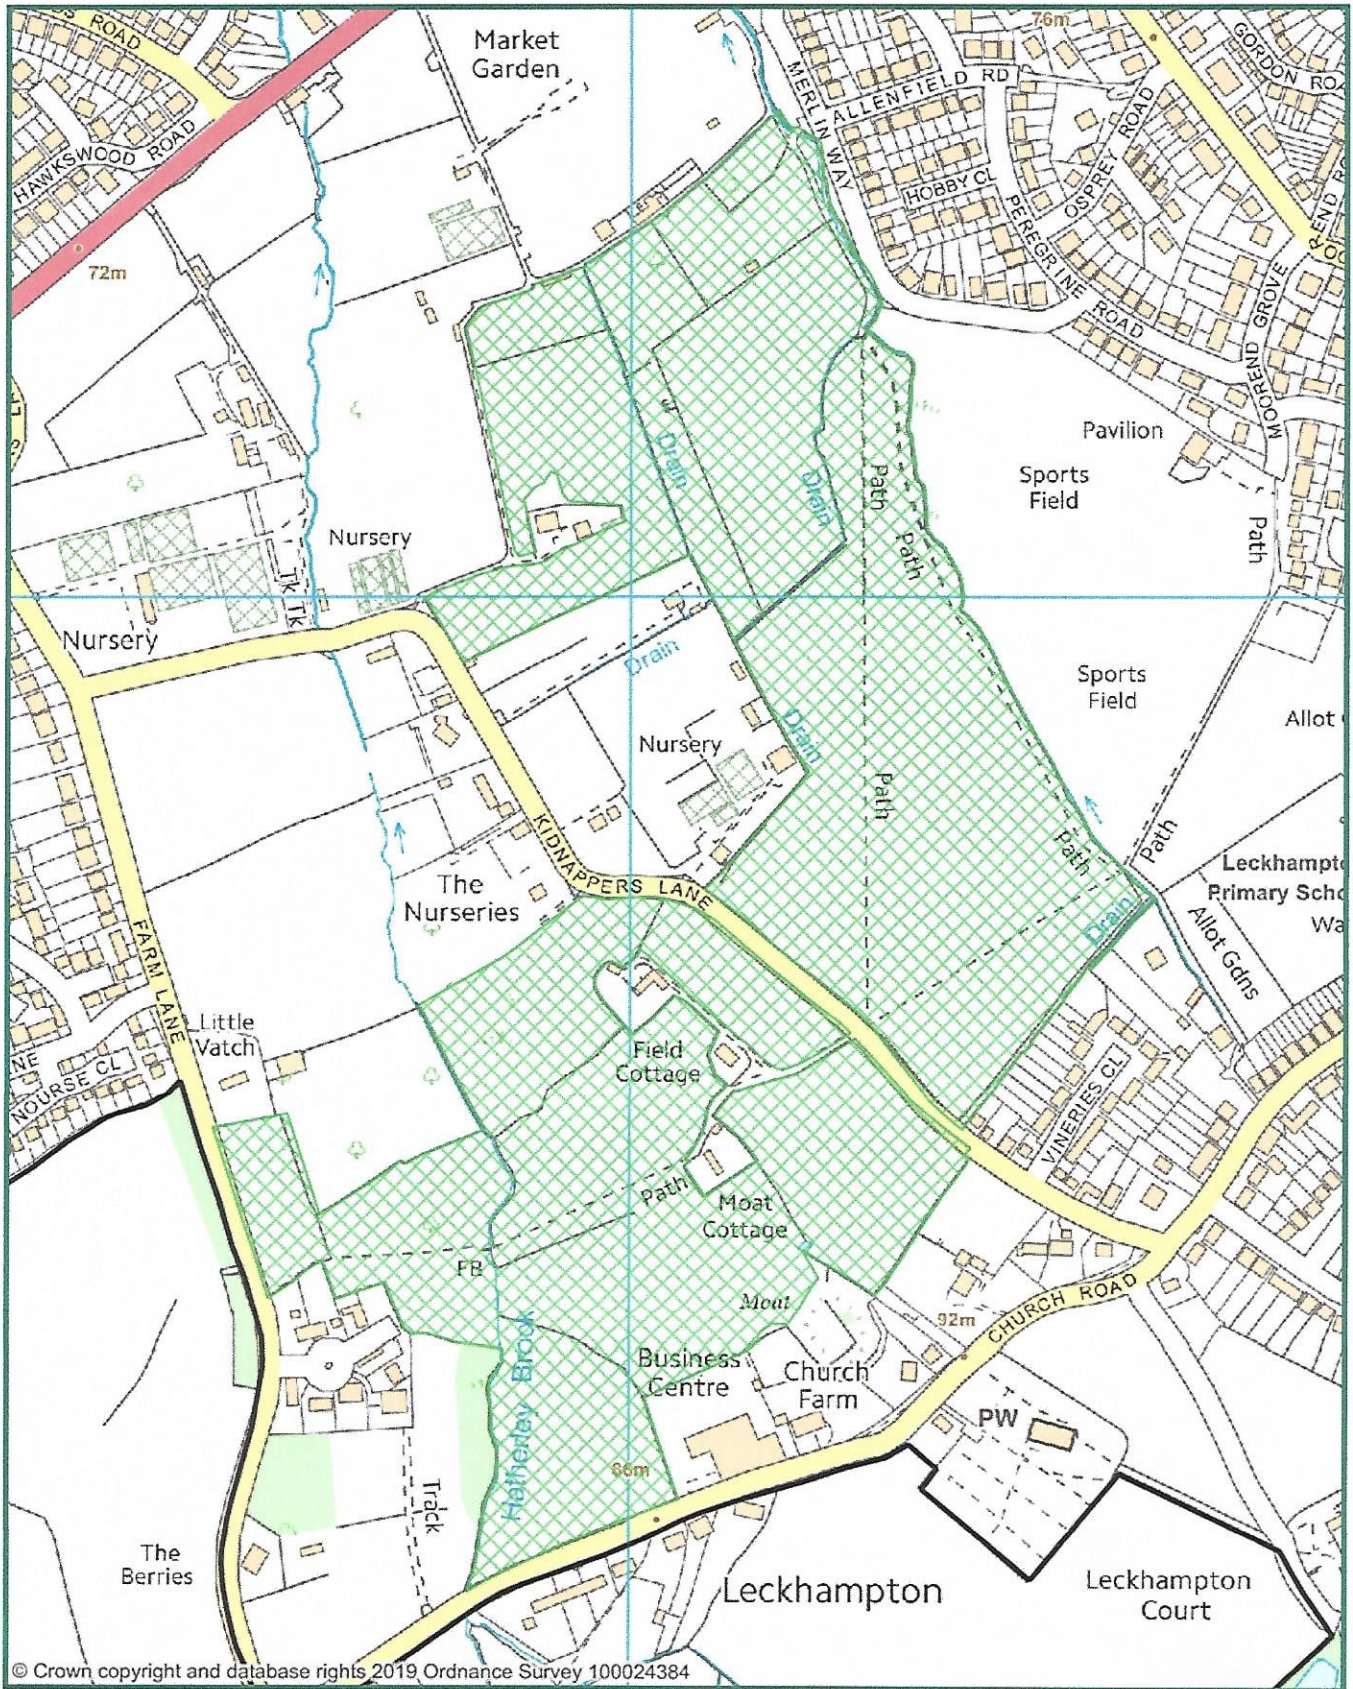 S ROAD
Market
Garden
76m
GORDON RO
MERLIN WAY
ALLENFIELD RD
OSPREY ROAD
HAWKSWOOD ROAD
HOBBY CL
PEREGRINE ROAD
72m
MOOREND GROVE
Pavilion
Sports
Field
Drain
Drain
Path
Path
Path
Nursery
Tk
Tk
Nursery
Drain
Sports
Field
Allot
Nursery
Drain
Path
KIDNAPPERS LANE
Path
Path
Leckhampt
Primary Scho
Wa
The
Nurseries
Drain
Allot Gdns
FARM LANE
Little
Vatch
NE
NOURSE CL
Field
Cottage
VINERIES CL
Path
Moat
Cottage
FB
Moat
92m
CHURCH ROAD
Hatherley Brook
Business
Centre
Church
Farm
PW
86m
Track
The
Berries
Leckhampton
Leckhampton
Court
© Crown copyright and database rights 2019 Ordnance Survey 100024384